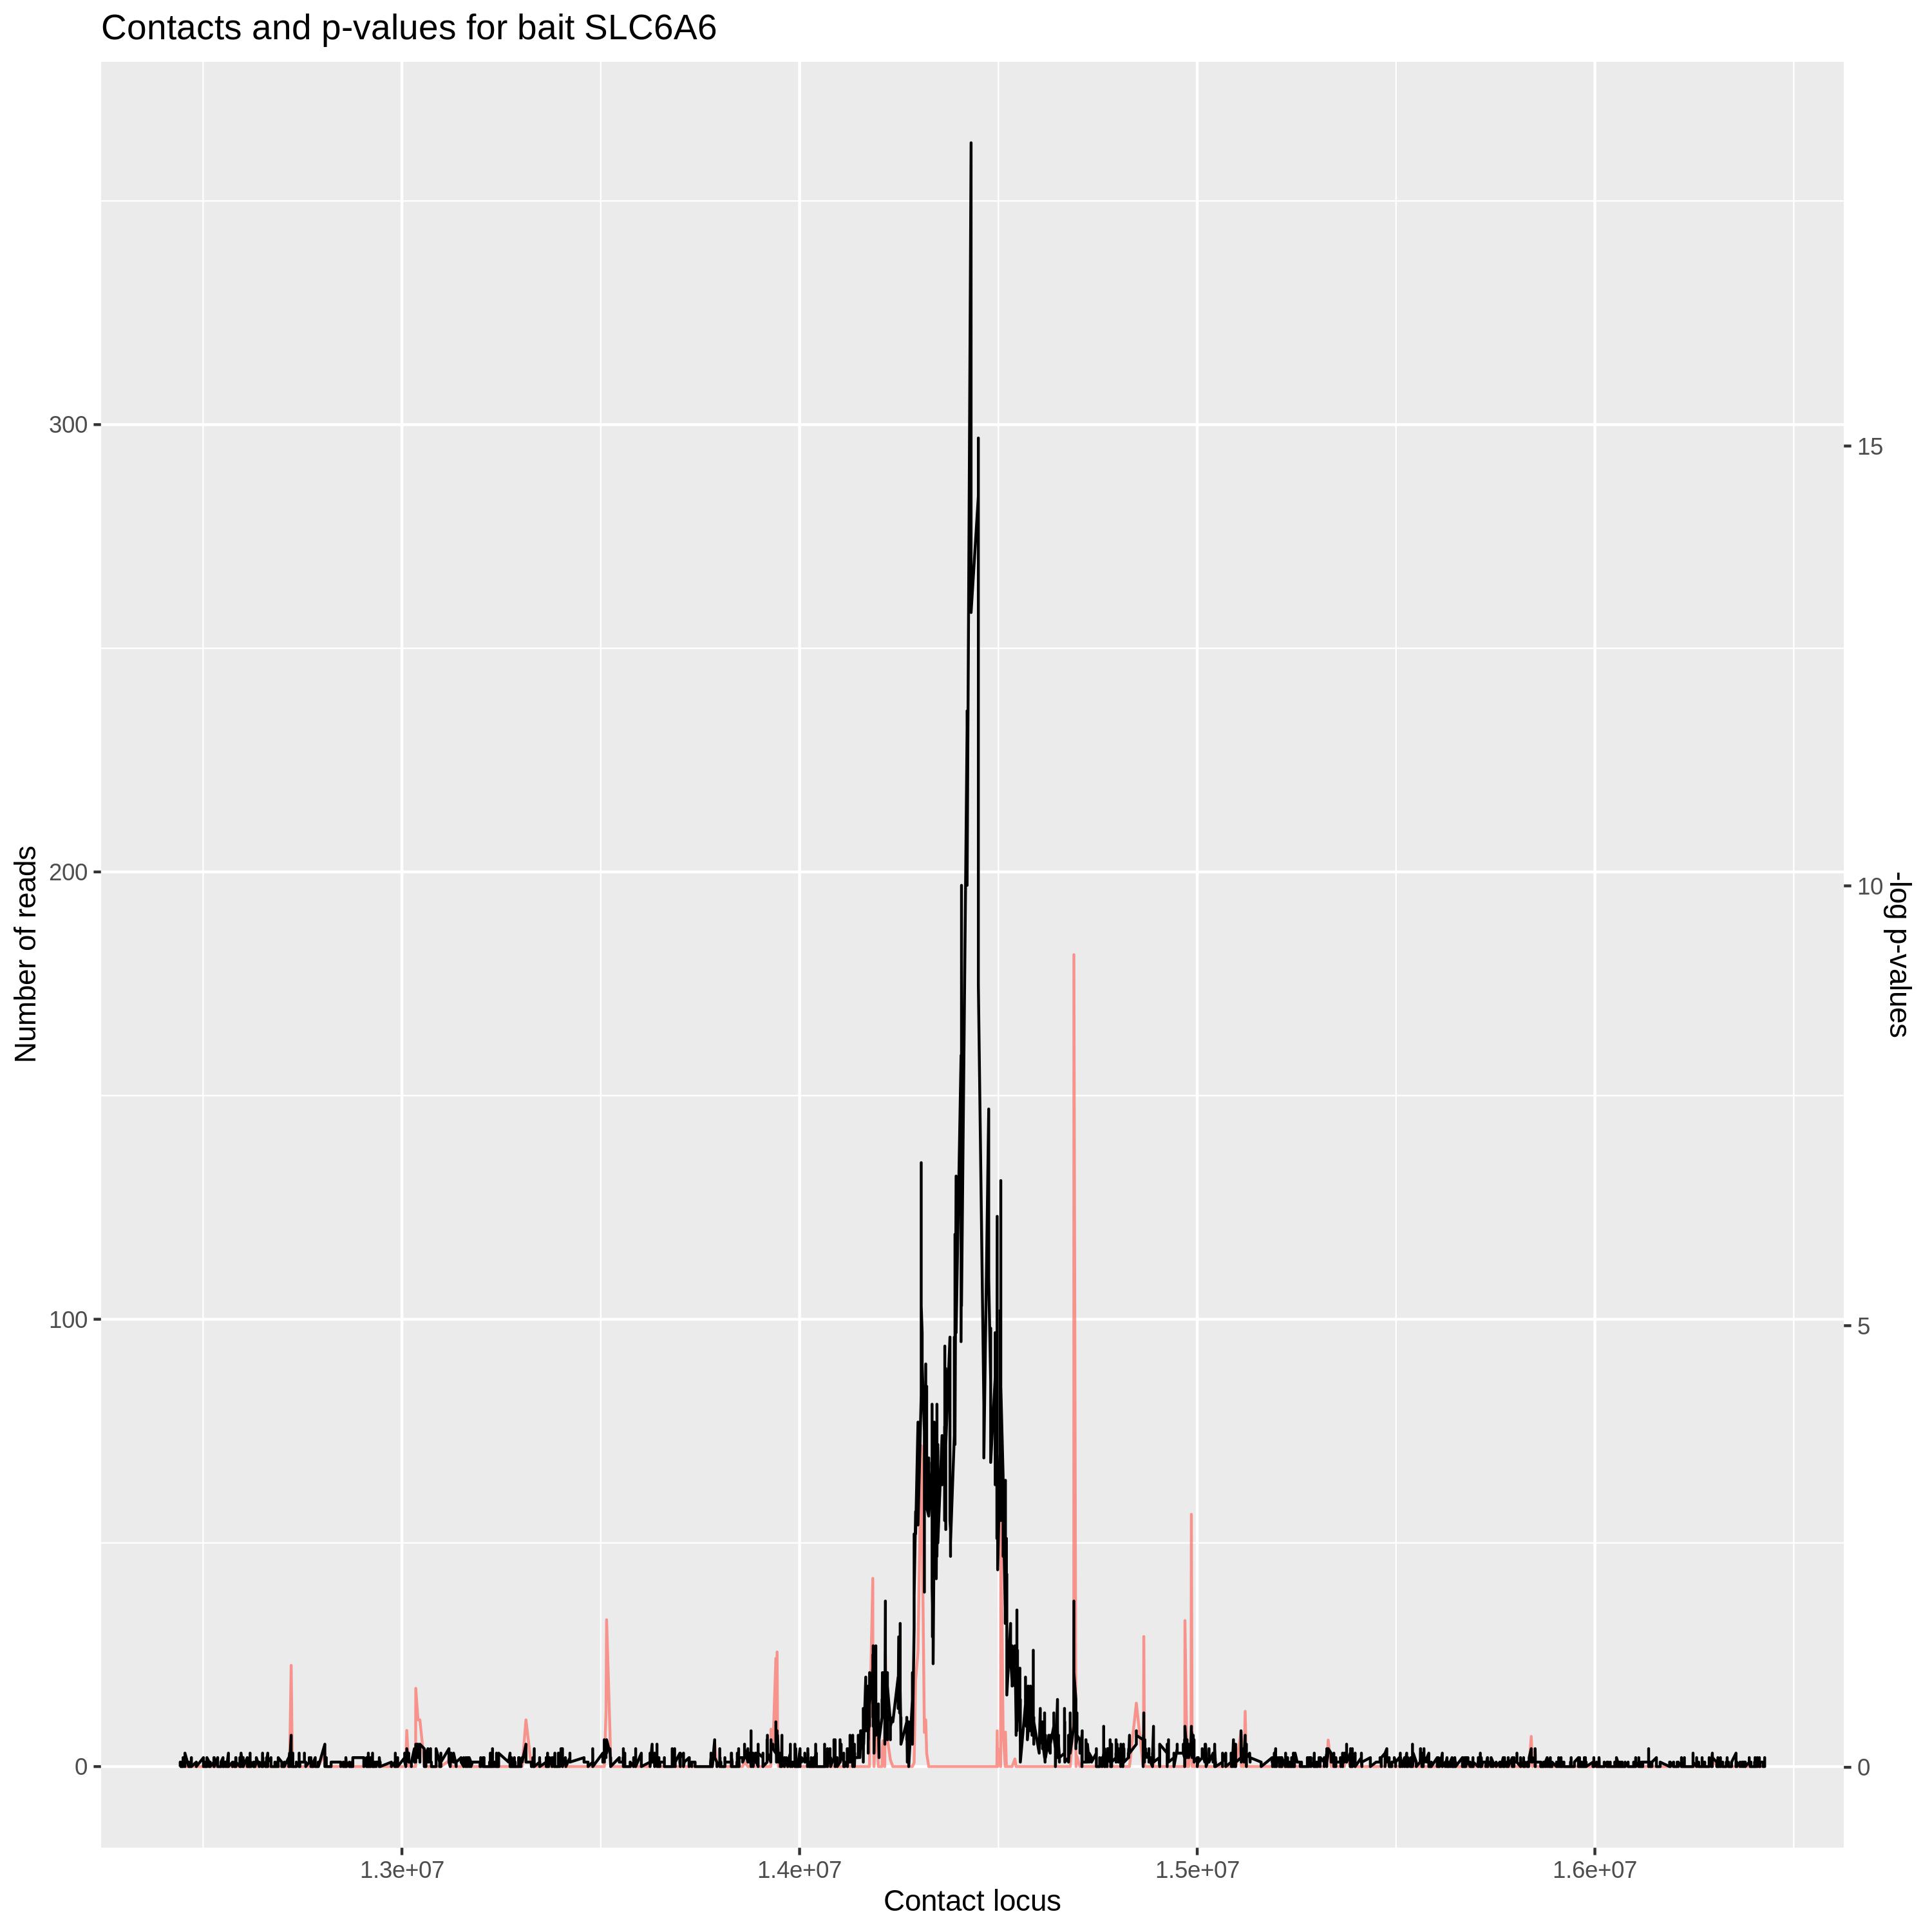 Contacts and p-values for bait SLC6A6
300
200
100
0
Number of reads
15
10
5
0
-log p-values
1.3e+07
1.4e+07
1.5e+07
1.6e+07
Contact locus